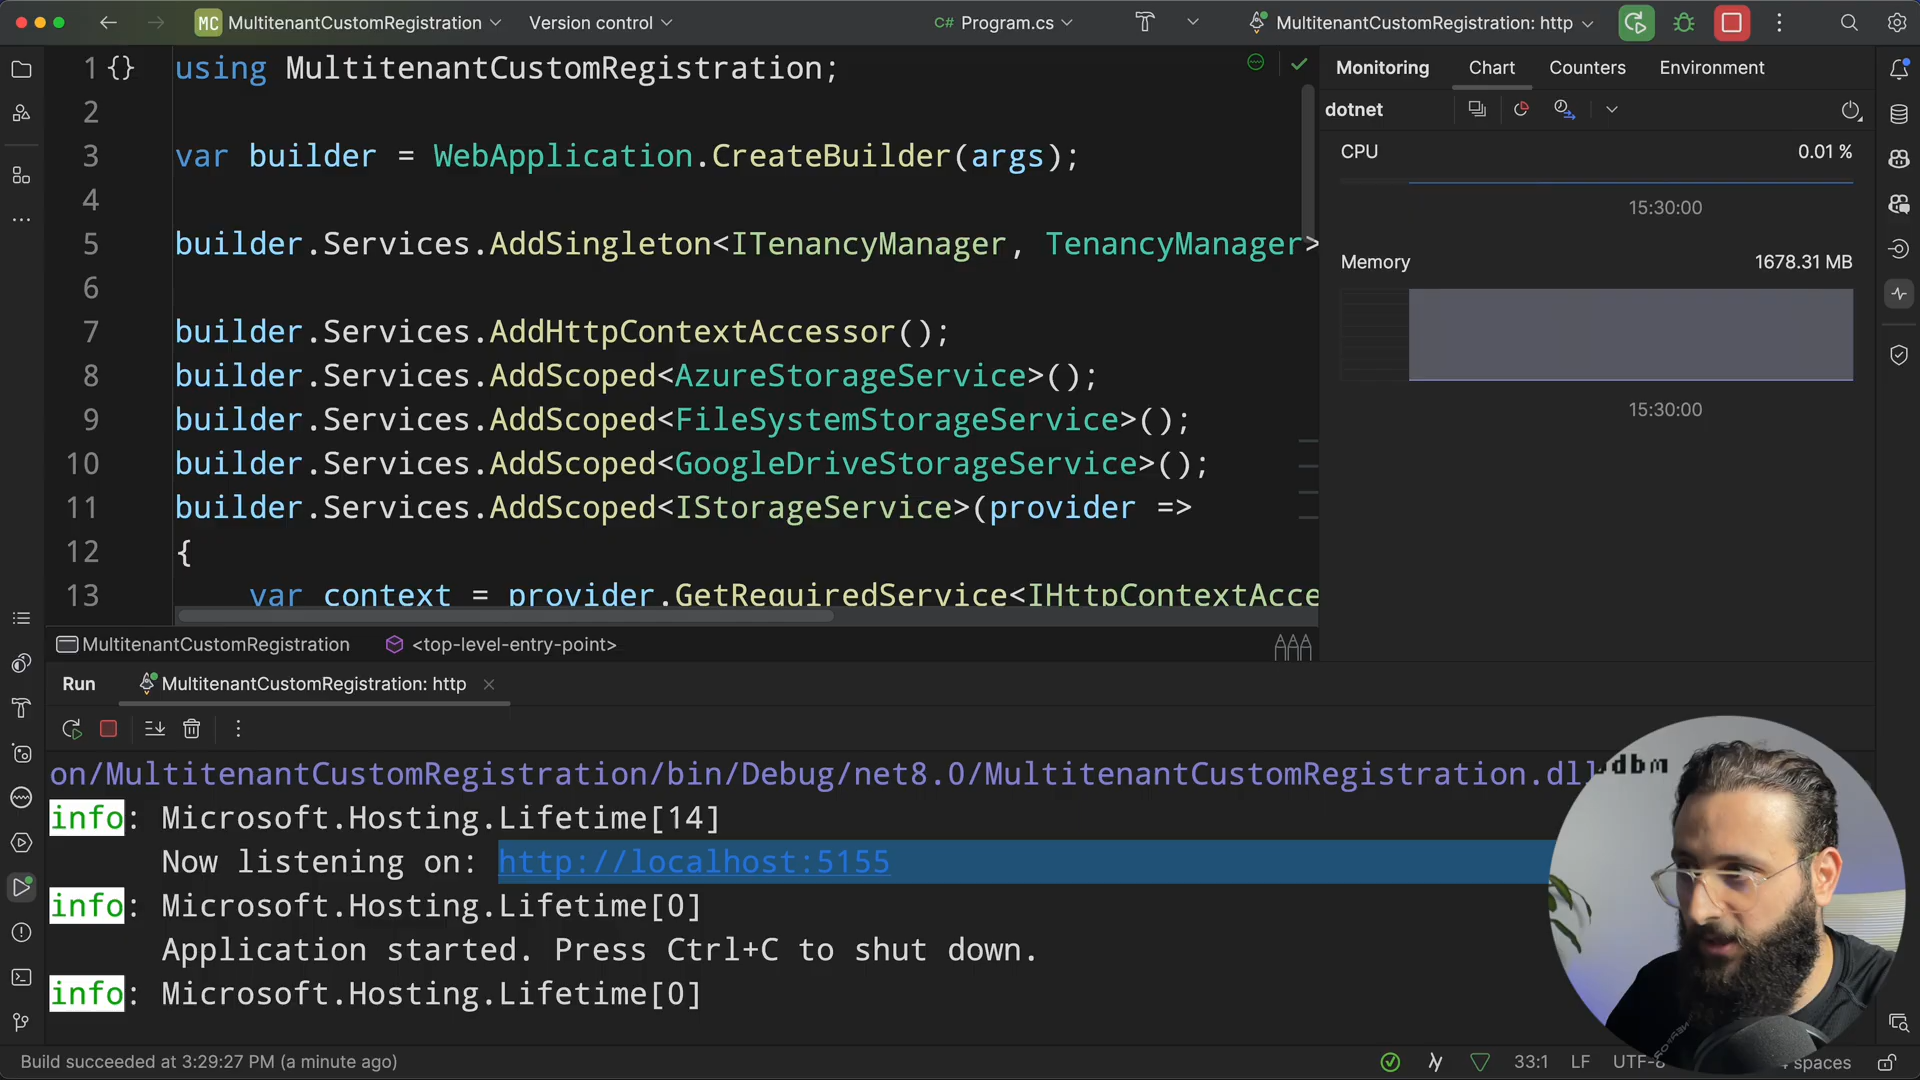 MC MultitenantCustomRegistration Version control C# Program.cs MultitenantCustomRegistration: http
1 {} using MultitenantCustomRegistration;
2
3 var builder = WebApplication.CreateBuilder(args);
4
5 builder.Services.AddSingleton<ITenancyManager, TenancyManager>
6
7 builder.Services.AddHttpContextAccessor();
8 builder.Services.AddScoped<AzureStorageService>();
9 builder.Services.AddScoped<FileSystemStorageService>();
10 builder.Services.AddScoped<GoogleDriveStorageService>();
11 builder.Services.AddScoped<IStorageService>(provider =>
12 {
13 var context = provider.GetRequiredService<IHttpContextAcce
Monitoring Chart Counters Environment
dotnet
CPU 0.01 %
15:30:00
Memory 1678.31 MB
15:30:00
MultitenantCustomRegistration <top-level-entry-point>
Run MultitenantCustomRegistration: http
on/MultitenantCustomRegistration/bin/Debug/net8.0/MultitenantCustomRegistration.dll
info: Microsoft.Hosting.Lifetime[14]
Now listening on: http://localhost:5155
info: Microsoft.Hosting.Lifetime[0]
Application started. Press Ctrl+C to shut down.
info: Microsoft.Hosting.Lifetime[0]
Build succeeded at 3:29:27 PM (a minute ago) 33:1 LF UTF-8 spaces